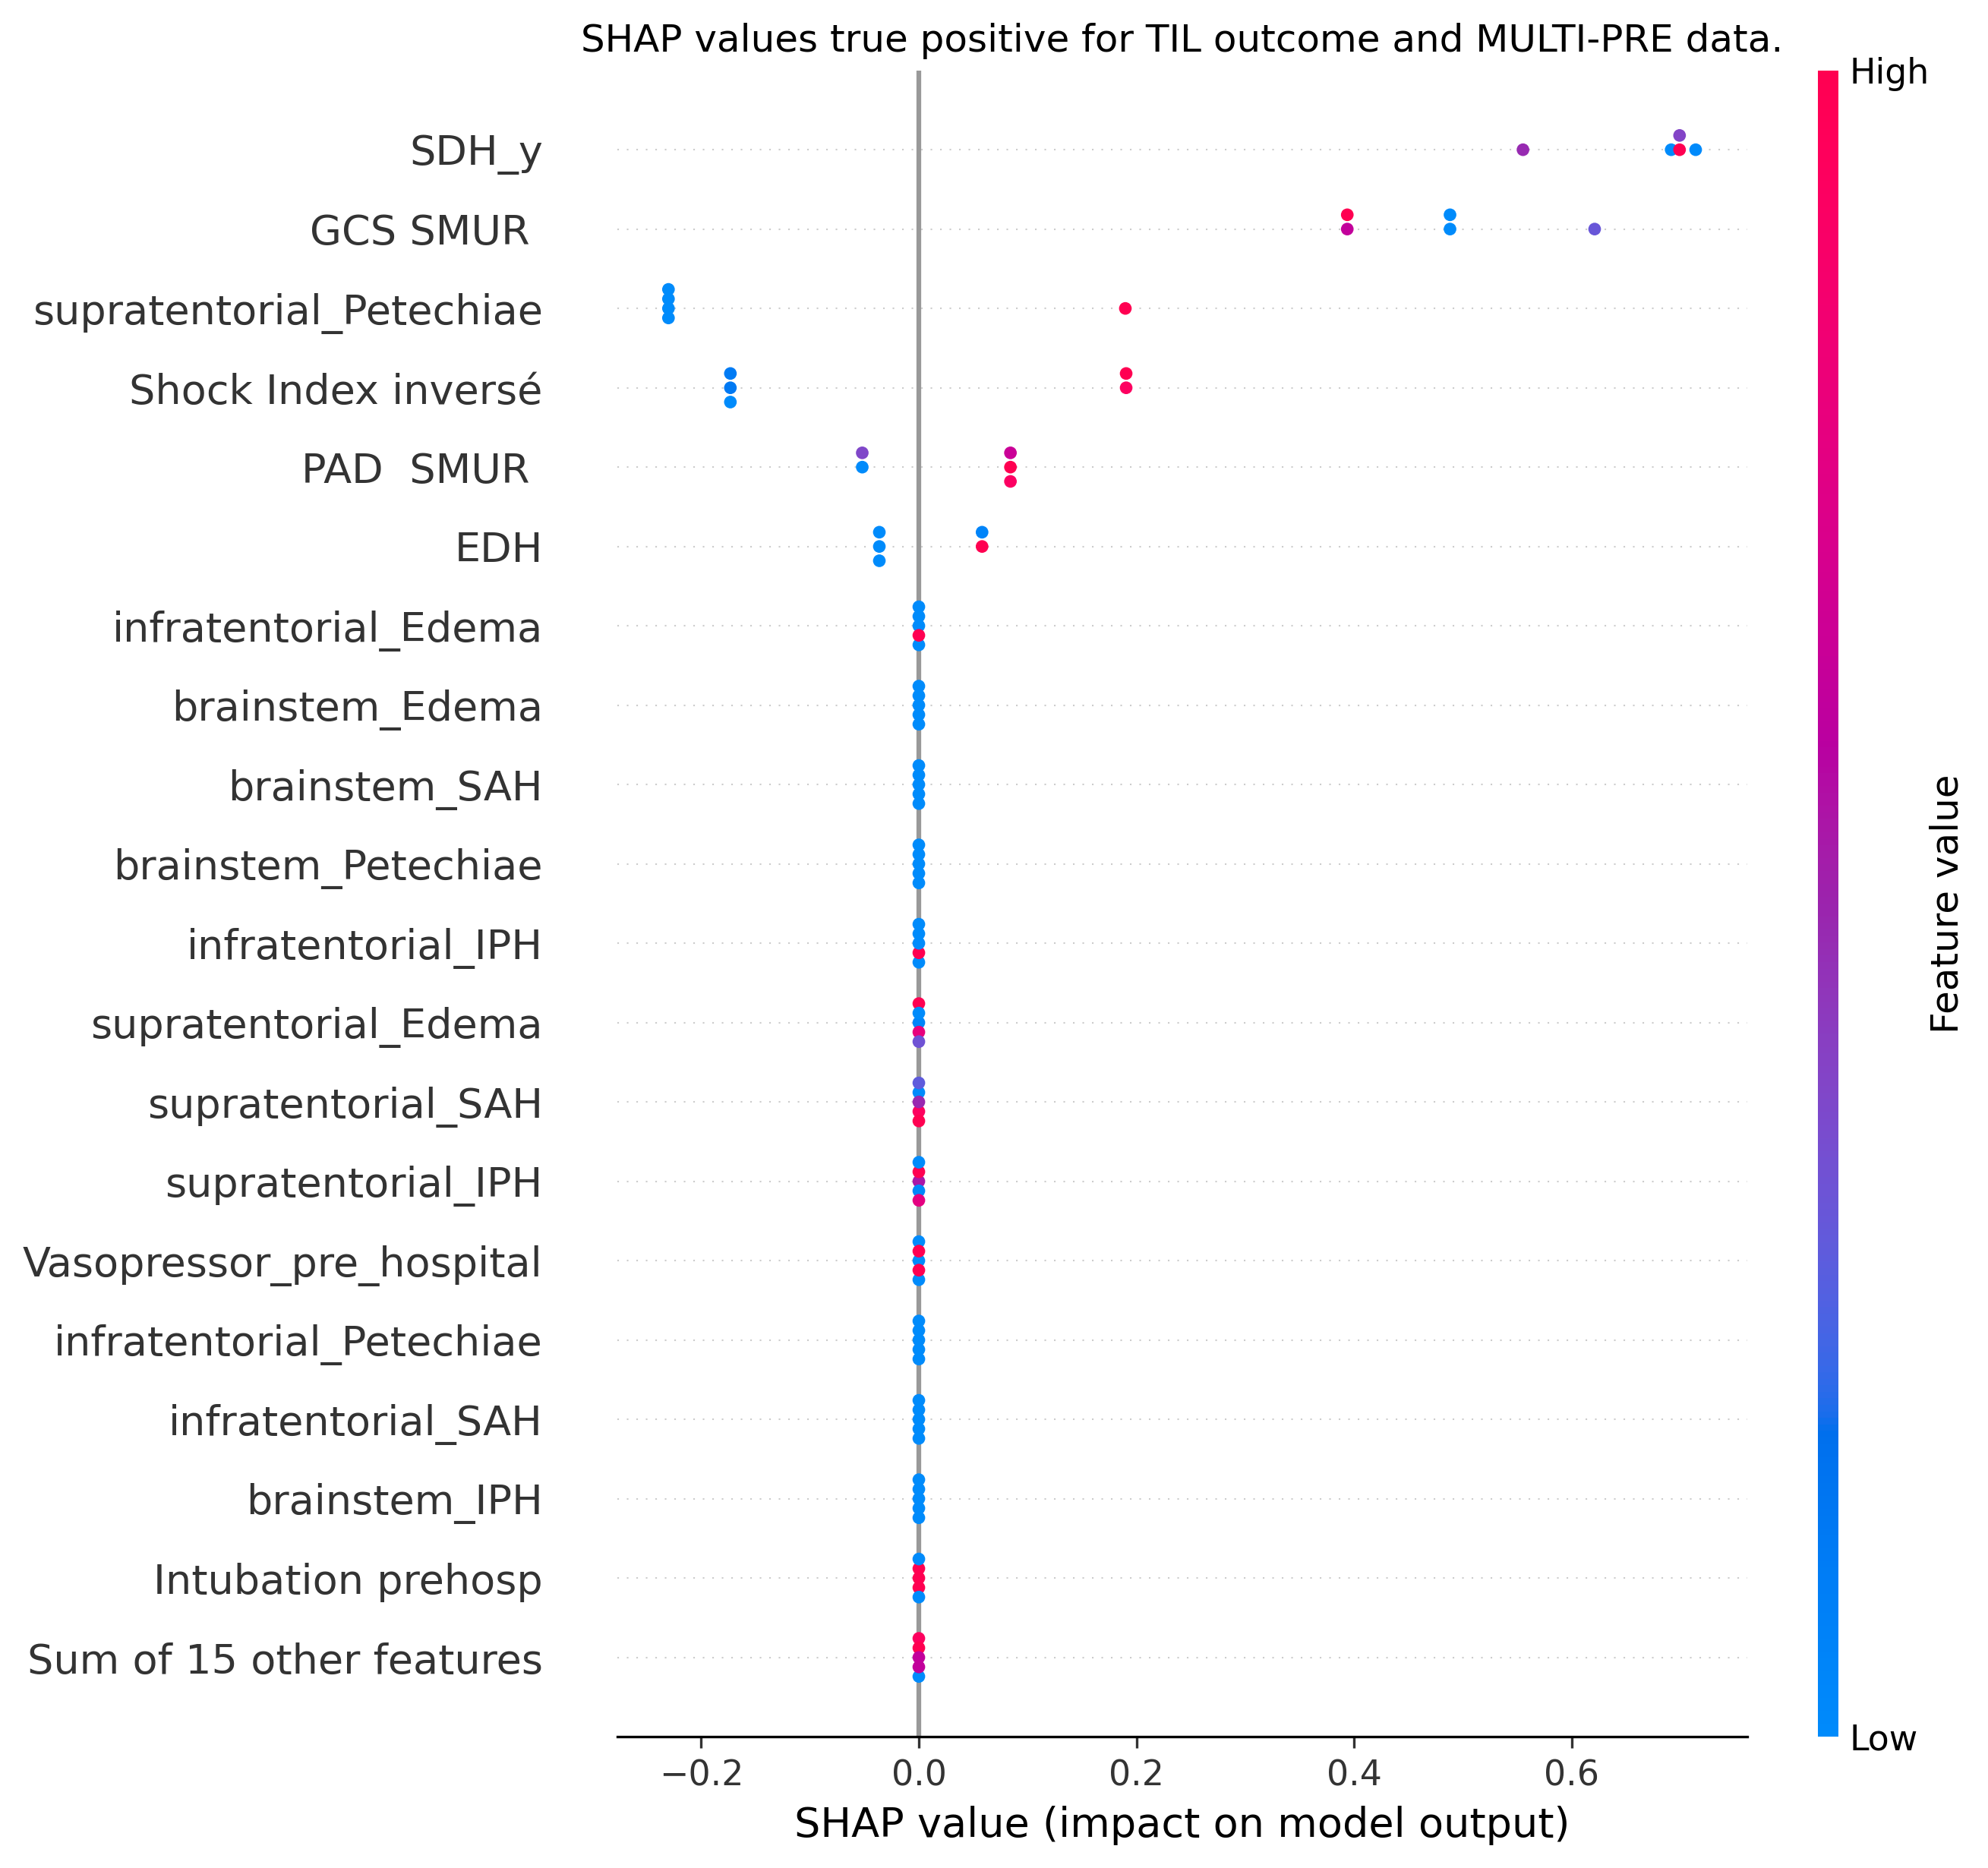 SHAP values true positive for TIL outcome and MULTI-PRE data.
High
SDH_y
GCS SMUR
supratentorial_Petechiae
Shock Index inversé
PAD  SMUR
EDH
infratentorial_Edema
brainstem_Edema
brainstem_SAH
brainstem_Petechiae
infratentorial_IPH
supratentorial_Edema
supratentorial_SAH
supratentorial_IPH
Vasopressor_pre_hospital
infratentorial_Petechiae
infratentorial_SAH
brainstem_IPH
Intubation prehosp
Sum of 15 other features
Feature value
Low
−0.2 0.0 0.2 0.4 0.6
SHAP value (impact on model output)